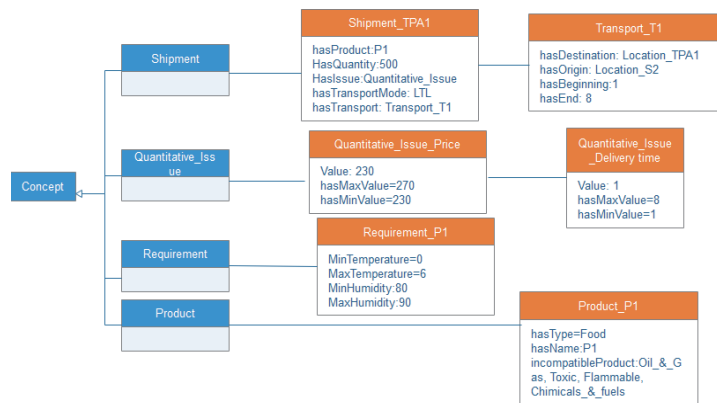 Shipment_TPA1
hasProduct:P1
HasQuantity:500
HasIssue:Quantitative_Issue
hasTransportMode: LTL
hasTransport: Transport_T1
Transport_T1
hasDestination: Location_TPA1
hasOrigin: Location_S2
hasBeginning:1
hasEnd: 8
Shipment
Quantitative_Iss
ue
Quantitative_Issue_Price
Value: 230
hasMaxValue=270
hasMinValue=230
Quantitative_Issue
_Delivery time
Value: 1
hasMaxValue=8
hasMinValue=1
Concept
Requirement
Requirement_P1
MinTemperature=0
MaxTemperature=6
MinHumidity:80
MaxHumidity:90
Product
Product_P1
hasType=Food
hasName:P1
incompatibleProduct:Oil_&_G
as, Toxic, Flammable,
Chimicals_&_fuels